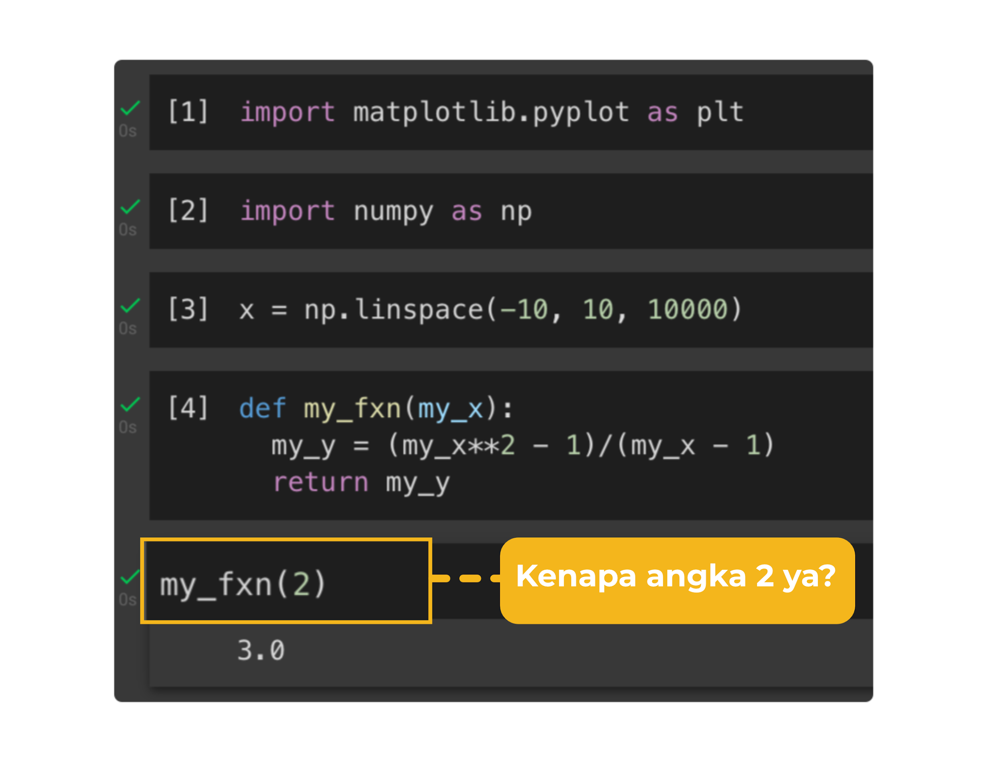 [1] import matplotlib.pyplot as plt
0s
[2] import numpy as np
0s
[3] x = np.linspace(-10, 10, 10000)
0s
[4] def my_fxn(my_x):
0s
my_y = (my_x**2 - 1)/(my_x - 1)
return my_y
my_fxn(2)
Kenapa angka 2 ya?
0s
3.0